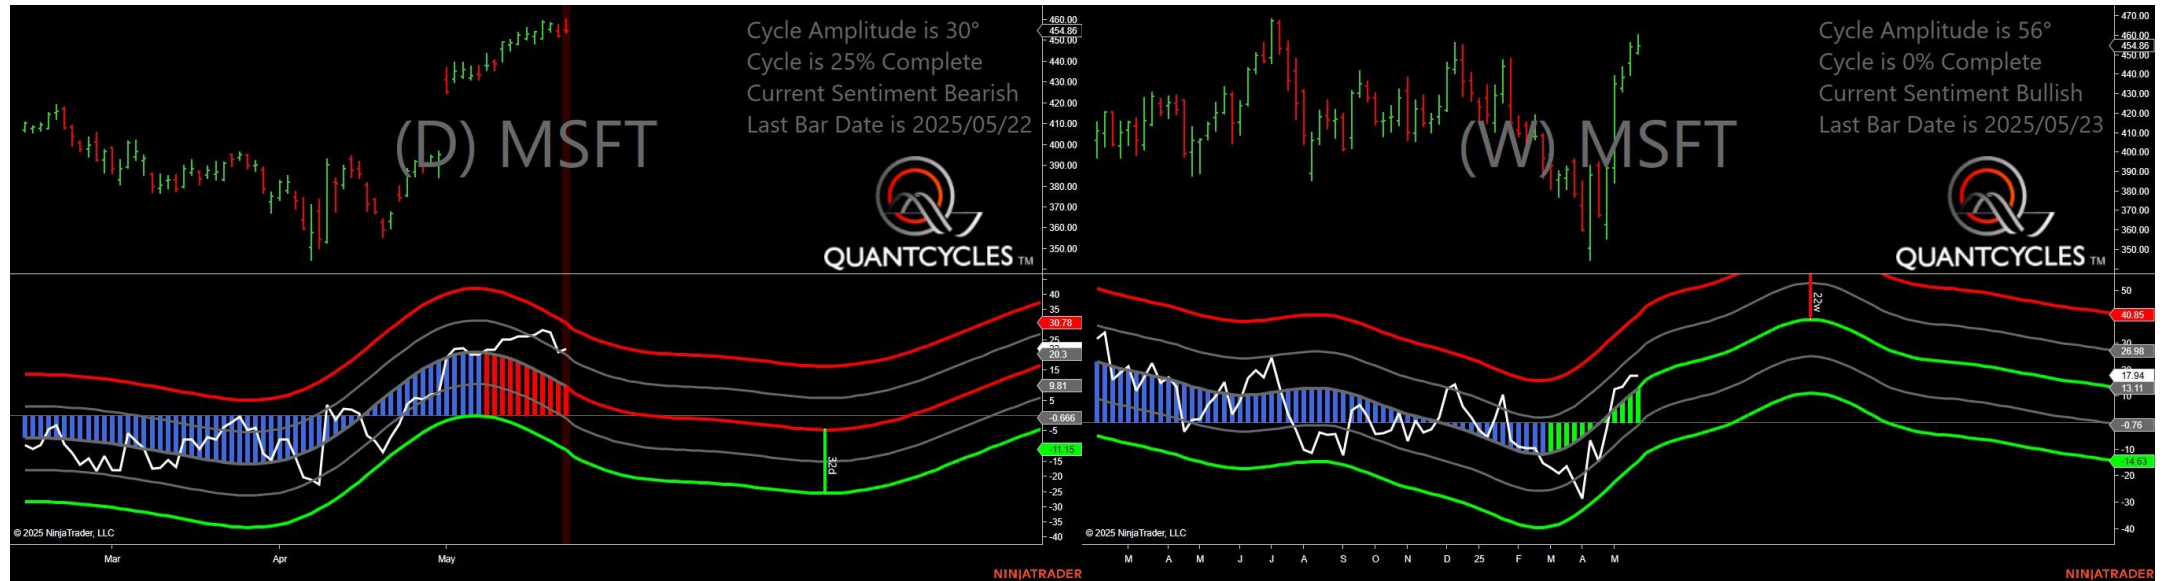 Cycle Amplitude is 30°
Cycle is 25% Complete
Current Sentiment Bearish
Last Bar Date is 2025/05/22
(D) MSFT
QUANTCYCLES TM
460.00
454.86
450.00
440.00
430.00
420.00
410.00
400.00
390.00
380.00
370.00
360.00
350.00
40
35
30.78
25
20.3
15
9.81
5
-0.666
-5
-11.15
-15
-20
-25
-30
-35
-40
32d
© 2025 NinjaTrader, LLC
Mar
Apr
May
NINJATRADER
Cycle Amplitude is 56°
Cycle is 0% Complete
Current Sentiment Bullish
Last Bar Date is 2025/05/23
(W) MSFT
QUANTCYCLES TM
470.00
460.00
454.86
450.00
440.00
430.00
420.00
410.00
400.00
390.00
380.00
370.00
360.00
350.00
22w
50
40.85
30
26.98
17.94
13.11
10
-0.76
-10
-14.63
-20
-30
-40
© 2025 NinjaTrader, LLC
M
A
M
J
J
A
S
O
N
D
25
F
M
A
M
NINJATRADER